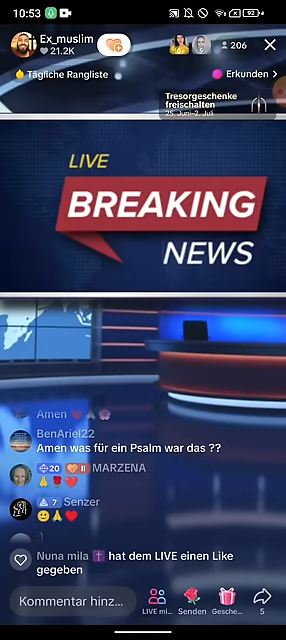 10:53
92
Ex_muslim
21.2K
206
Tägliche Rangliste
Erkunden >
Tresorgeschenke
freischalten
25. Juni-2. Juli
LIVE
BREAKING
NEWS
Amen
BenAriel22
Amen was für ein Psalm war das ??
20 II MARZENA
🙏🌹❤️
7 Senzer
🙂🙏❤️
:)
Nuna mila ✝️ hat dem LIVE einen Like
gegeben
Kommentar hinz...
LIVE mi... Senden Gesche... 5